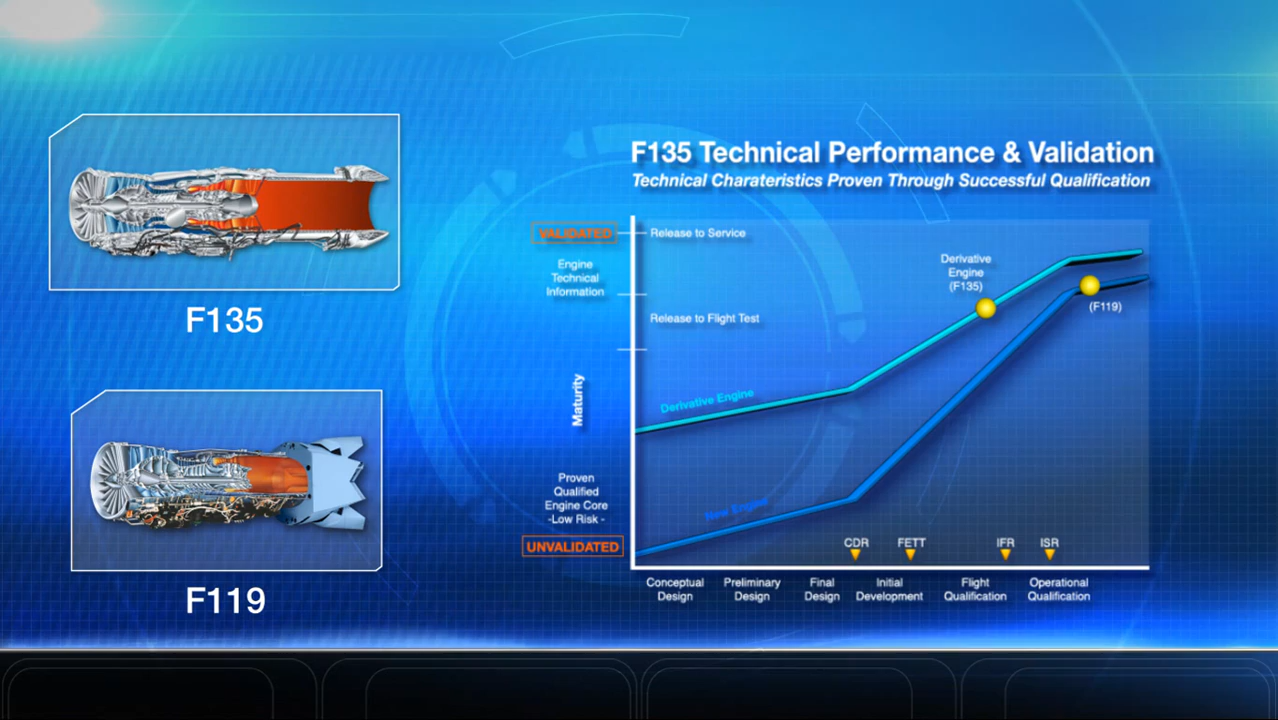 F135
F119
F135 Technical Performance & Validation
Technical Charateristics Proven Through Successful Qualification
VALIDATED
Release to Service
Engine
Technical
Information
Release to Flight Test
Maturity
Proven
Qualified
Engine Core
-Low Risk -
UNVALIDATED
Derivative
Engine
(F135)
(F119)
Derivative Engine
New Engine
CDR
FETT
IFR
ISR
Conceptual
Design
Preliminary
Design
Final
Design
Initial
Development
Flight
Qualification
Operational
Qualification